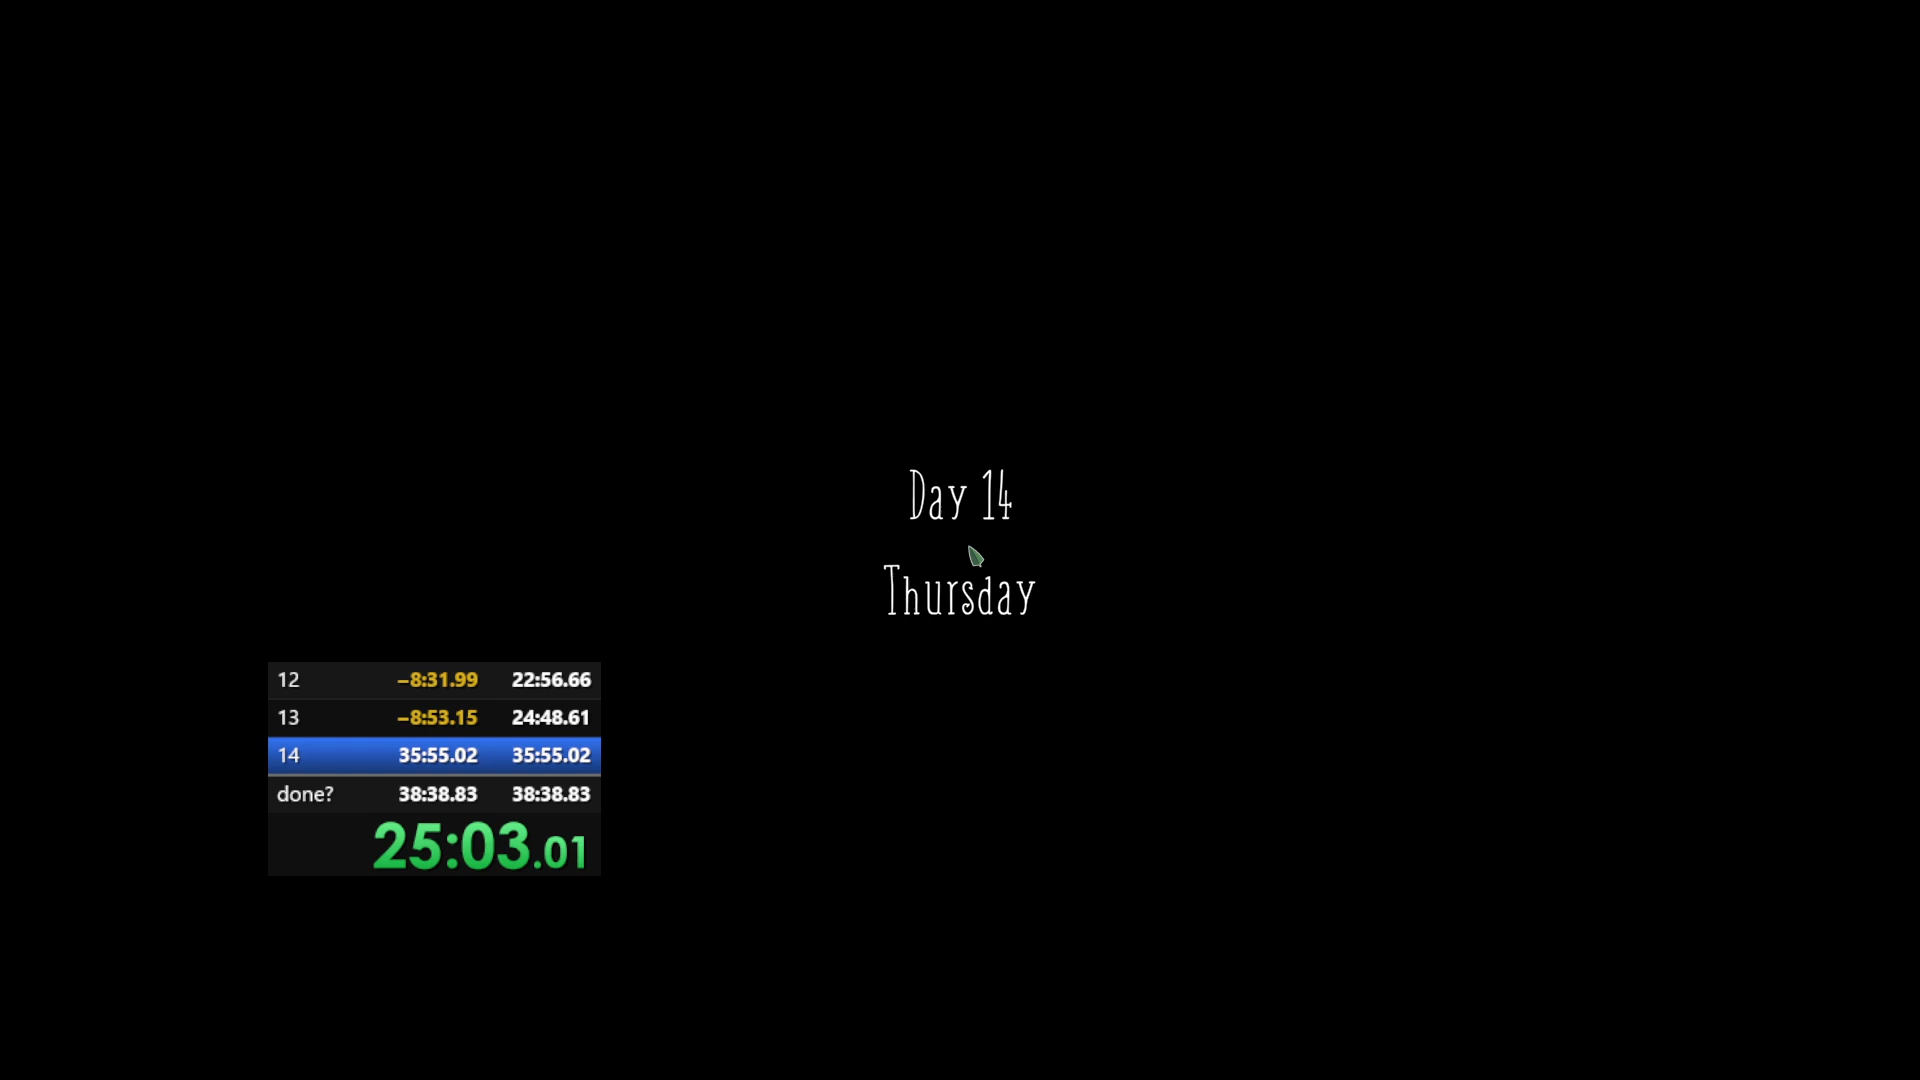 Day 14
Thursday
12 −8:31.99 22:56.66
13 −8:53.15 24:48.61
14 35:55.02 35:55.02
done? 38:38.83 38:38.83
25:03.01